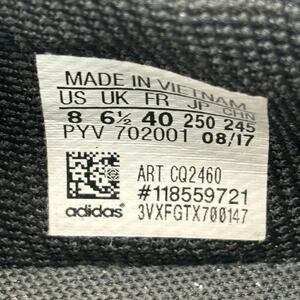 MADE IN VIETNAM
US UK FR JP CHN
8 6½ 40 250 245
PYV 702001 08/17
ART CQ2460
#118559721
adidas 3VXFGTX700147